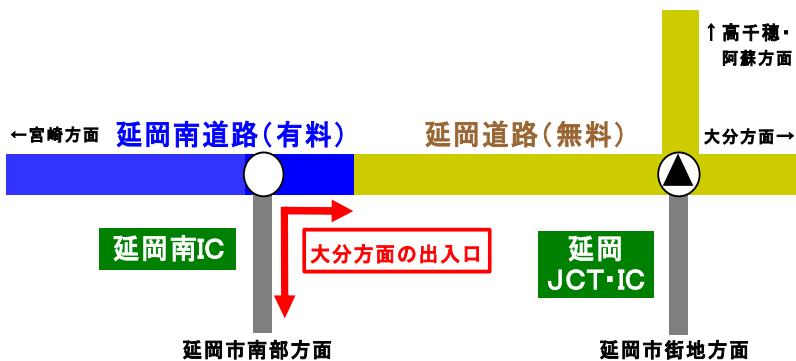 ↑高千穂・
阿蘇方面
←宮崎方面
延岡南道路(有料)
延岡道路(無料)
大分方面→
延岡南IC
大分方面の出入口
延岡
JCT・IC
延岡市南部方面
延岡市街地方面